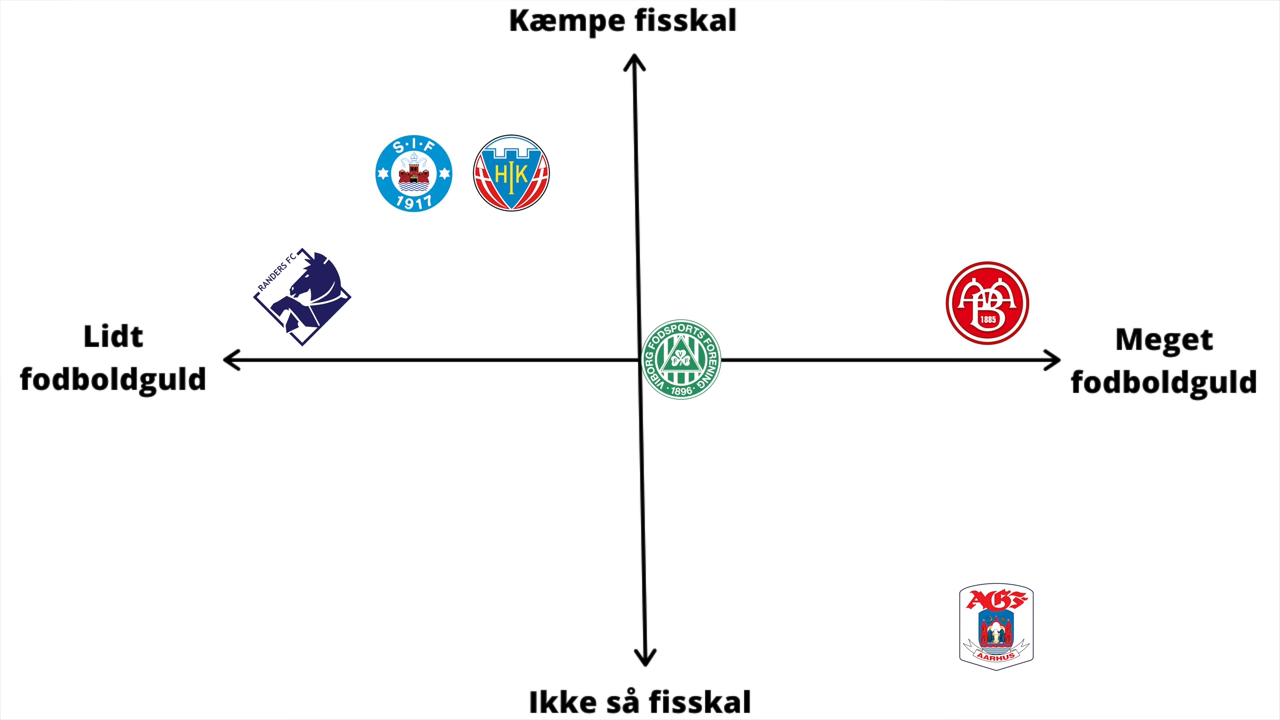 Kæmpe fisskal
S·I·F
1917
HIK
RANDERS FC
Lidt
fodboldguld
VIBORG FODSPORTS FORENING
·1896·
AaB
1885
Meget
fodboldguld
AGF
AARHUS
Ikke så fisskal